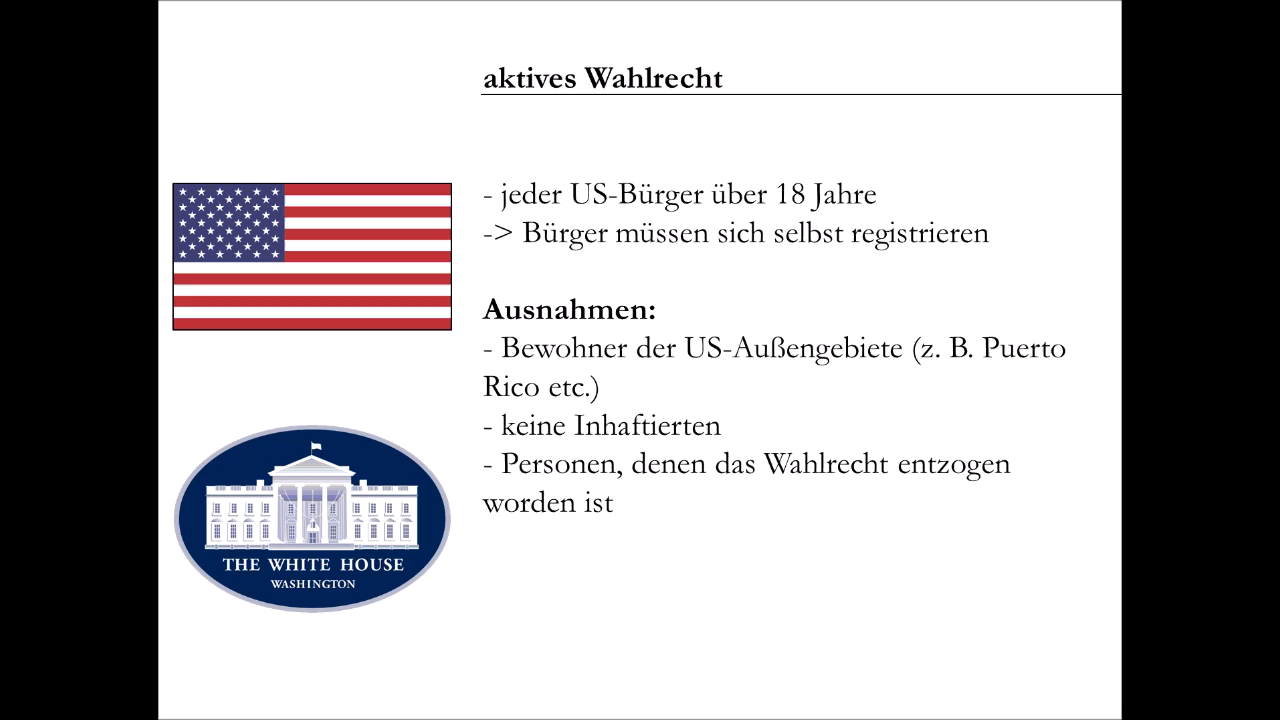 aktives Wahlrecht
- jeder US-Bürger über 18 Jahre
-> Bürger müssen sich selbst registrieren
Ausnahmen:
- Bewohner der US-Außengebiete (z. B. Puerto
Rico etc.)
- keine Inhaftierten
- Personen, denen das Wahlrecht entzogen
worden ist
THE WHITE HOUSE
WASHINGTON